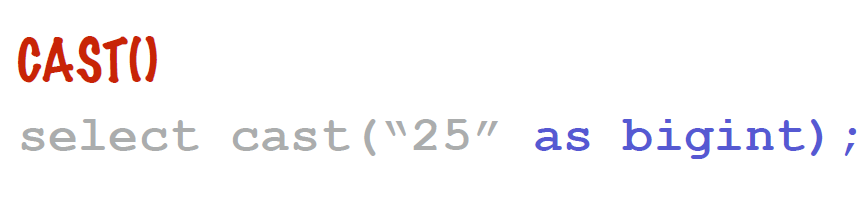 CAST()
select cast(“25” as bigint);